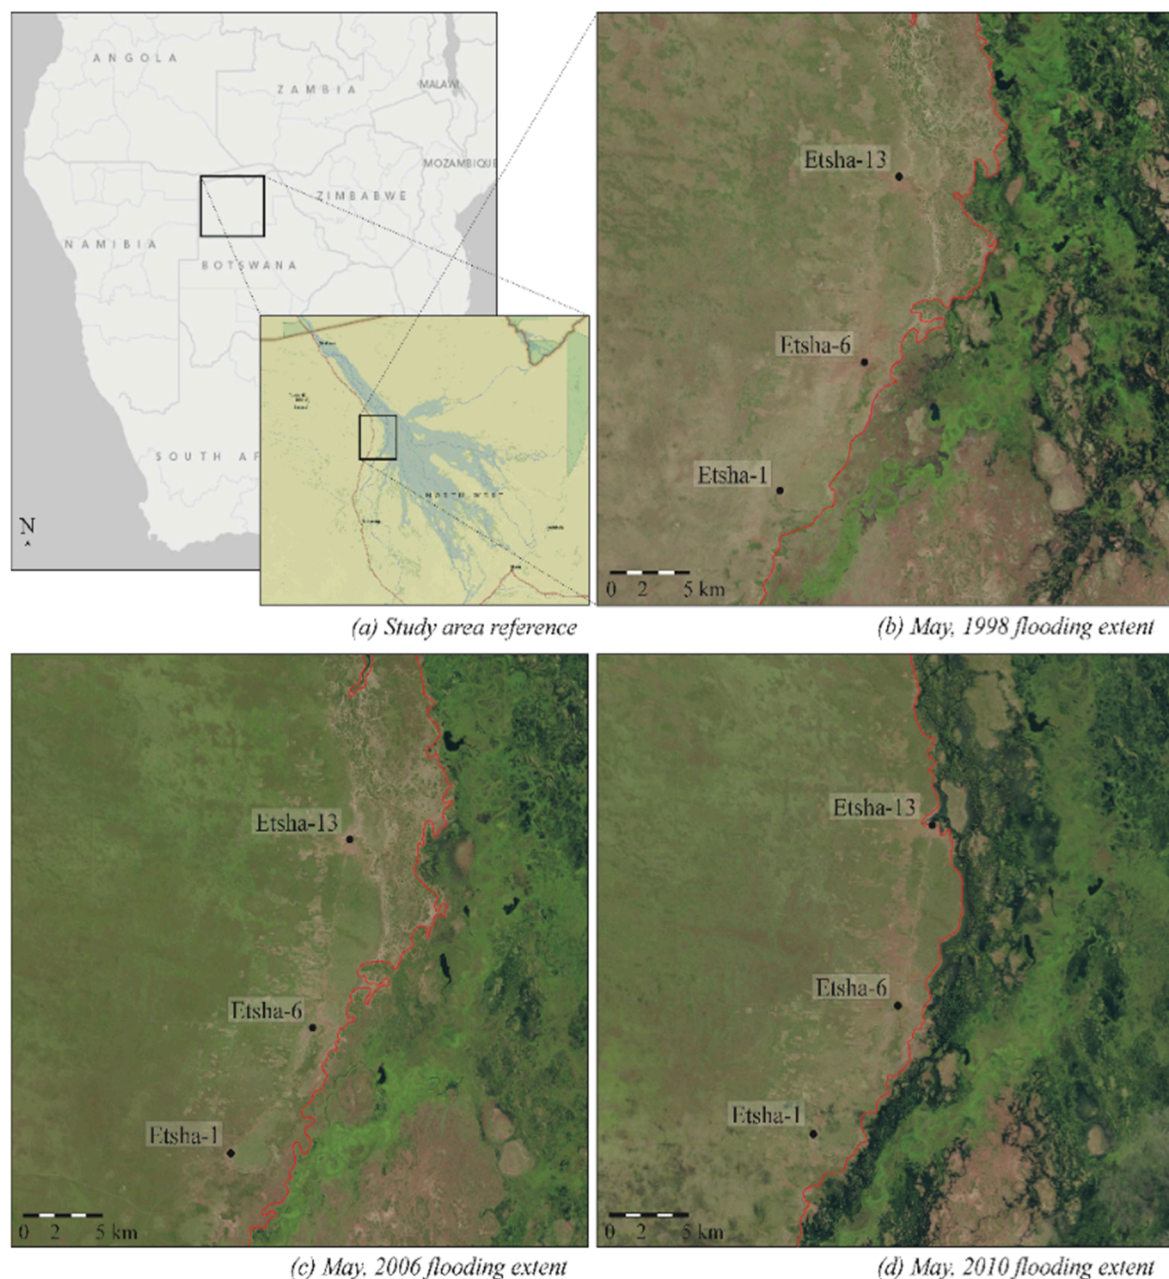 ANGOLA
ZAMBIA
MALAWI
MOZAMBIQUE
ZIMBABWE
NAMIBIA
BOTSWANA
SOUTH AF
NORTH WEST
N
(a) Study area reference
Etsha-13
Etsha-6
Etsha-1
0 2 5 km
(b) May, 1998 flooding extent
Etsha-13
Etsha-6
Etsha-1
0 2 5 km
(c) May, 2006 flooding extent
Etsha-13
Etsha-6
Etsha-1
0 2 5 km
(d) May, 2010 flooding extent